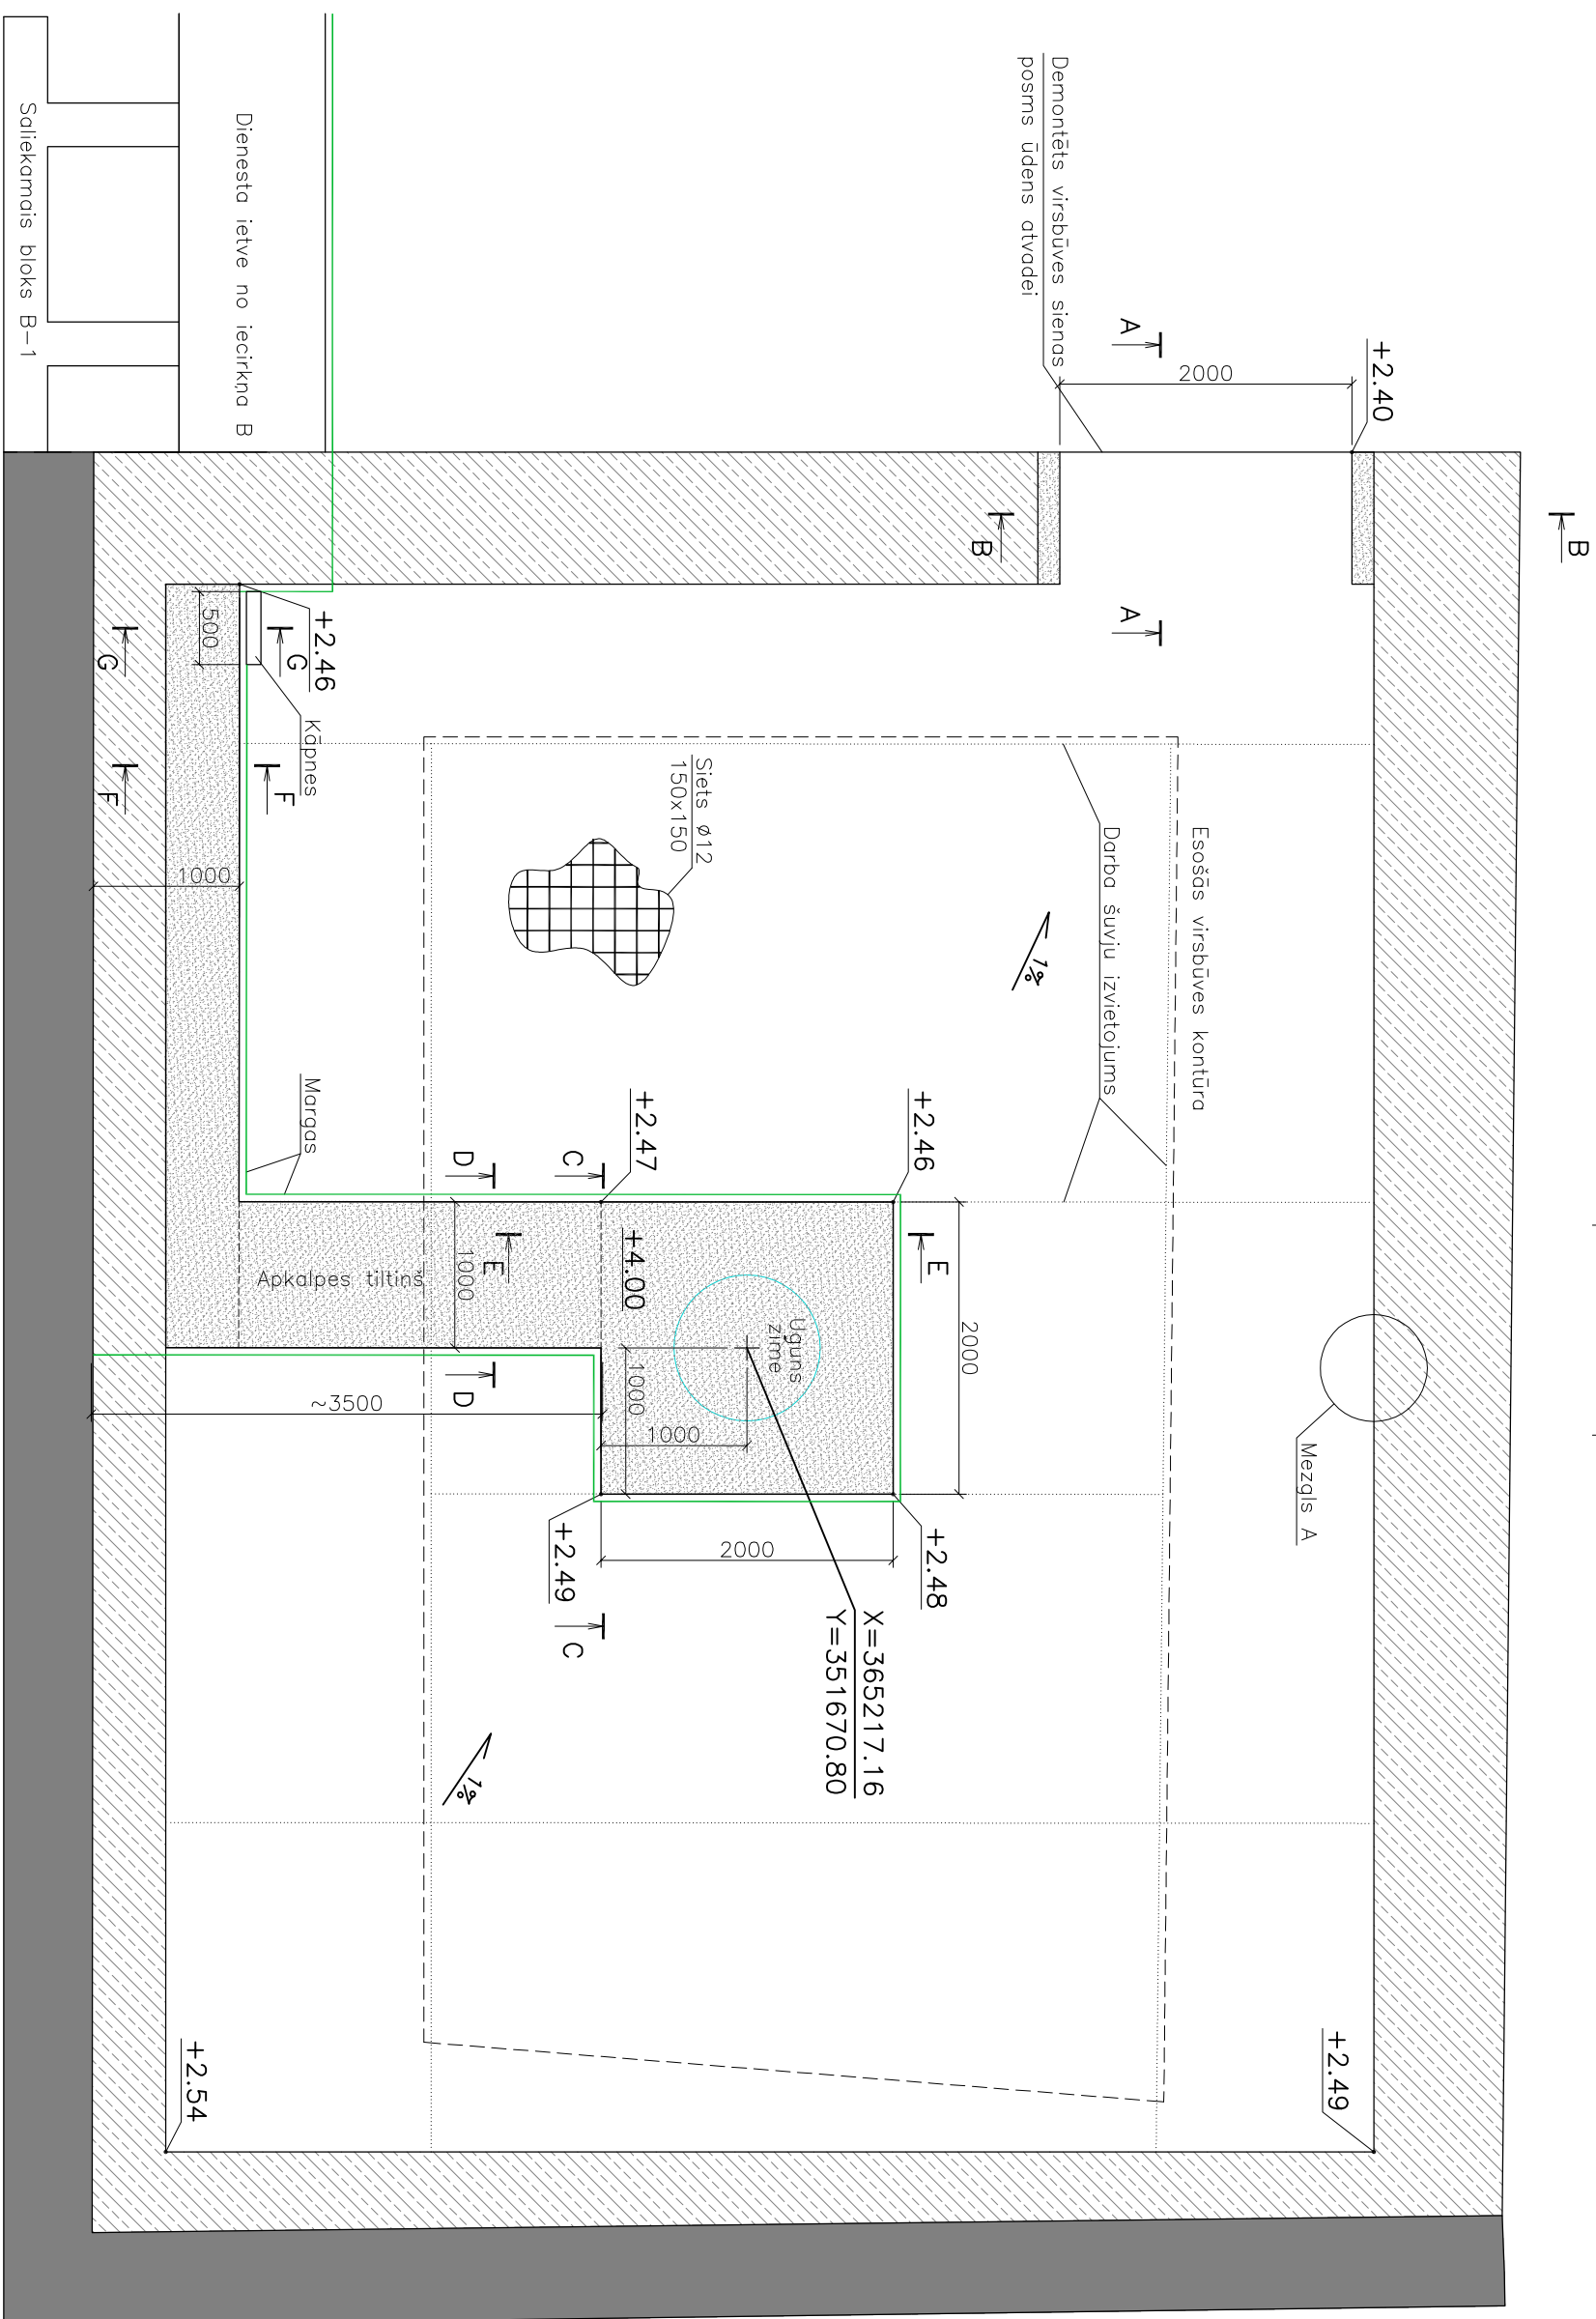 Saliekamais bloks B-1
Dienesta ietve no iecirkņa B
Demontēts virsbūves sienas
posms ūdens atvadei
A
2000
+2.40
B
B
A
+2.46
500
G
G
Kāpnes
F
F
1000
Siets ø12
150x150
1%
Darba šuvju izvietojums
Esošās virsbūves kontūra
Margas
D
C
+2.47
+2.46
E
E
+4.00
1000
Apkalpes tiltiņš
Uguns
zīme
2000
1000
1000
~3500
D
Mezgls A
+2.49
2000
+2.48
C
X=365217.16
Y=351670.80
1%
+2.54
+2.49